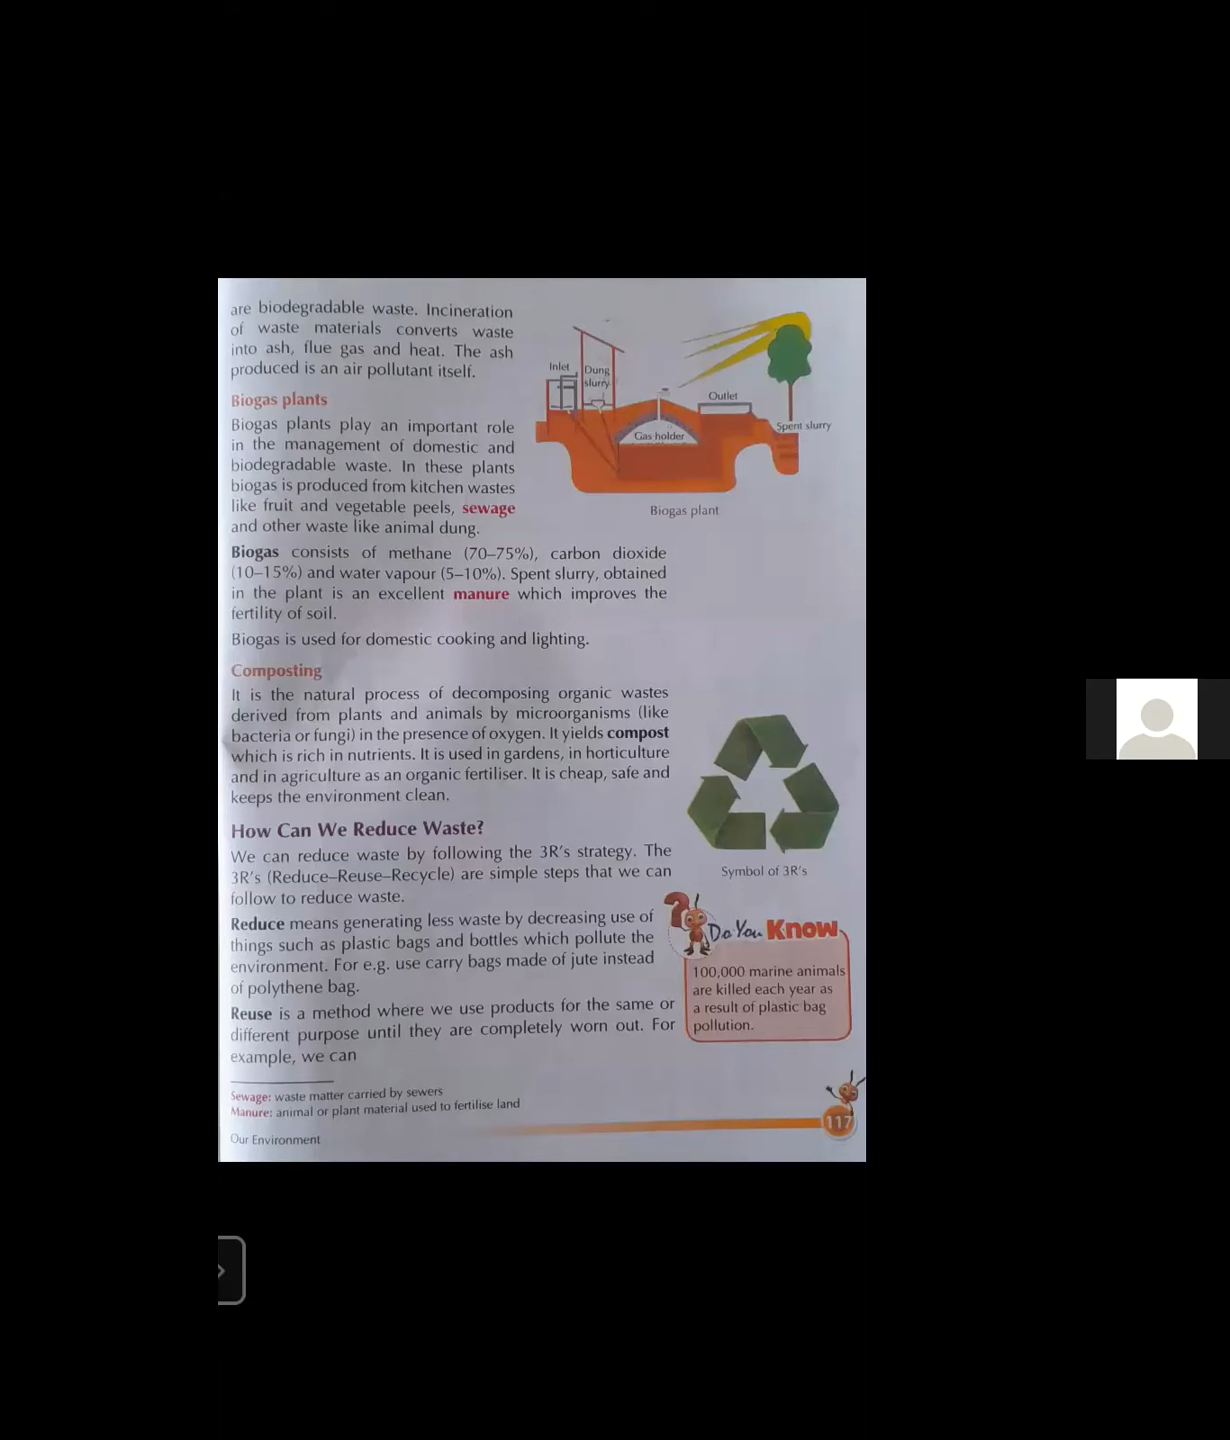 are biodegradable waste. Incineration
of waste materials converts waste
into ash, flue gas and heat. The ash
produced is an air pollutant itself.
Biogas plants
Biogas plants play an important role
in the management of domestic and
biodegradable waste. In these plants
biogas is produced from kitchen wastes
like fruit and vegetable peels, sewage
and other waste like animal dung.
Inlet
Dung
slurry
Outlet
Gas holder
Spent slurry
Biogas plant
Biogas consists of methane (70–75%), carbon dioxide
(10–15%) and water vapour (5–10%). Spent slurry, obtained
in the plant is an excellent manure which improves the
fertility of soil.
Biogas is used for domestic cooking and lighting.
Composting
It is the natural process of decomposing organic wastes
derived from plants and animals by microorganisms (like
bacteria or fungi) in the presence of oxygen. It yields compost
which is rich in nutrients. It is used in gardens, in horticulture
and in agriculture as an organic fertiliser. It is cheap, safe and
keeps the environment clean.
Symbol of 3R's
How Can We Reduce Waste?
We can reduce waste by following the 3R's strategy. The
3R's (Reduce–Reuse–Recycle) are simple steps that we can
follow to reduce waste.
Reduce means generating less waste by decreasing use of
things such as plastic bags and bottles which pollute the
environment. For e.g. use carry bags made of jute instead
of polythene bag.
Reuse is a method where we use products for the same or
different purpose until they are completely worn out. For
example, we can
Do You Know
100,000 marine animals
are killed each year as
a result of plastic bag
pollution.
Sewage: waste matter carried by sewers
Manure: animal or plant material used to fertilise land
Our Environment
117